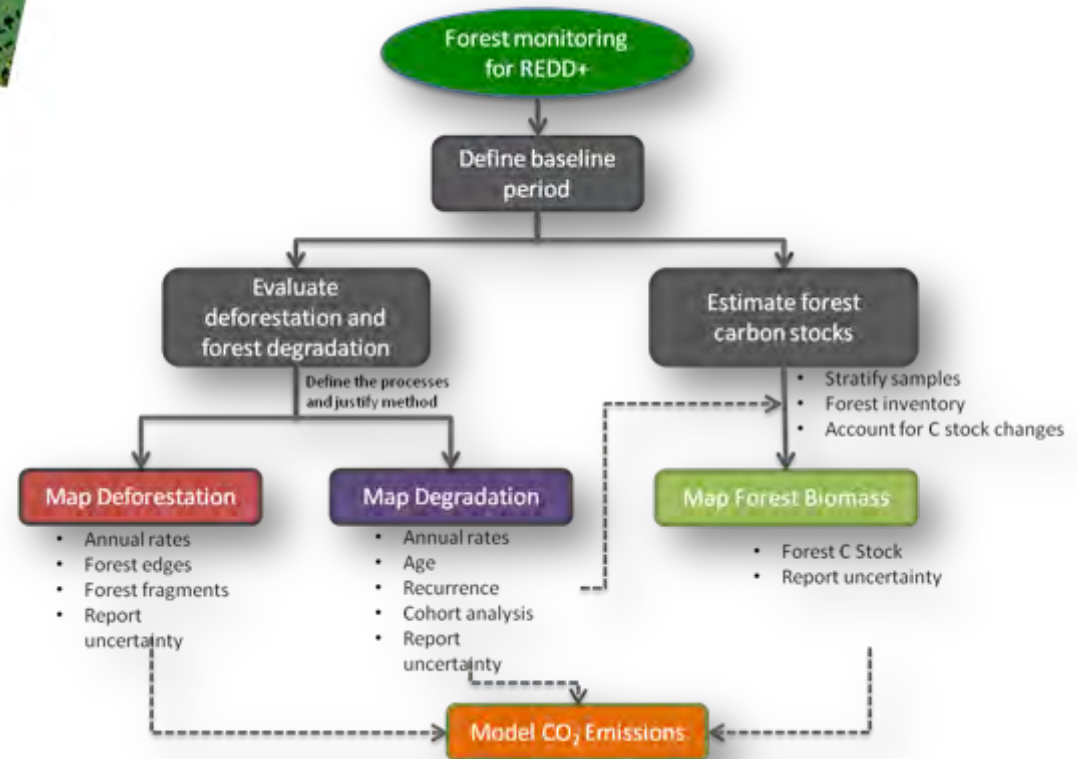 Forest monitoring
for REDD+
Define baseline
period
Evaluate
deforestation and
forest degradation
Estimate forest
carbon stocks
Define the processes
and justify method
• Stratify samples
• Forest inventory
• Account for C stock changes
Map Deforestation
Map Degradation
Map Forest Biomass
• Annual rates
• Forest edges
• Forest fragments
• Report
uncertainty
• Annual rates
• Age
• Recurrence
• Cohort analysis
• Report
uncertainty
• Forest C Stock
• Report uncertainty
Model CO₂ Emissions